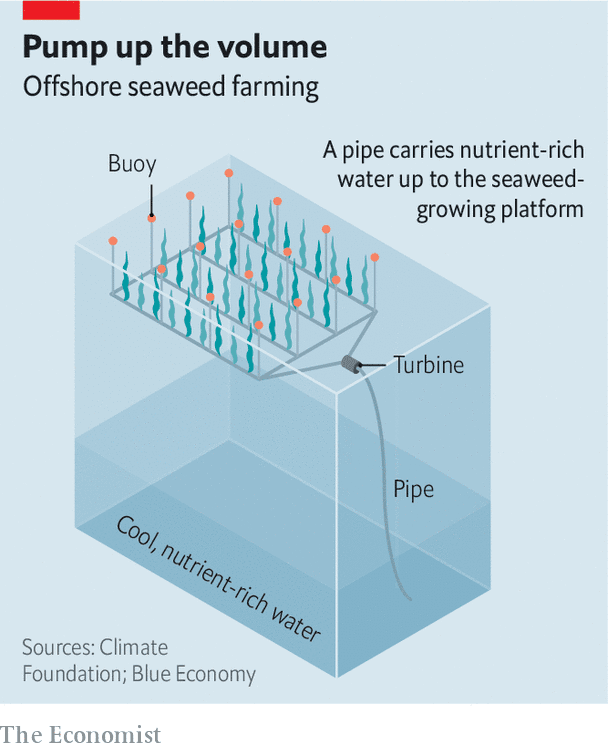 Pump up the volume
Offshore seaweed farming
A pipe carries nutrient-rich
water up to the seaweed-
growing platform
Buoy
Turbine
Pipe
Cool, nutrient-rich water
Sources: Climate
Foundation; Blue Economy
The Economist